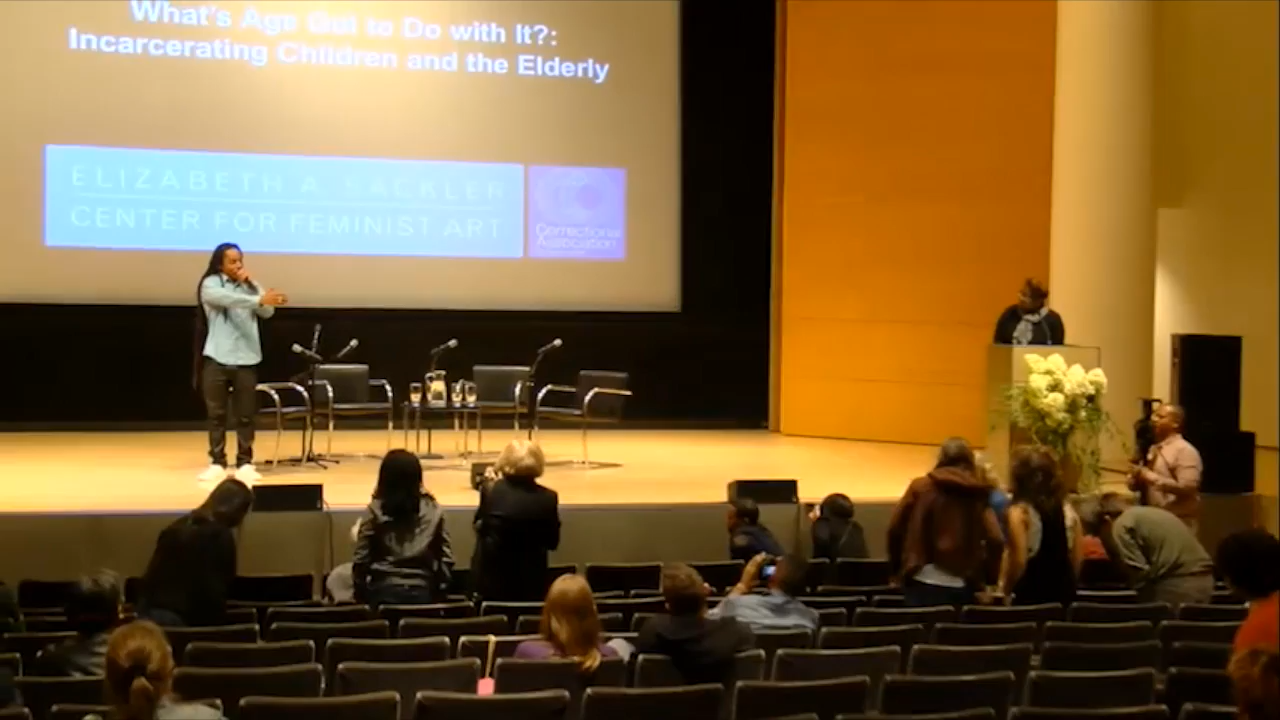 What's Age Got to Do with It?:
Incarcerating Children and the Elderly
ELIZABETH A. SACKLER
CENTER FOR FEMINIST ART
Correctional
Association